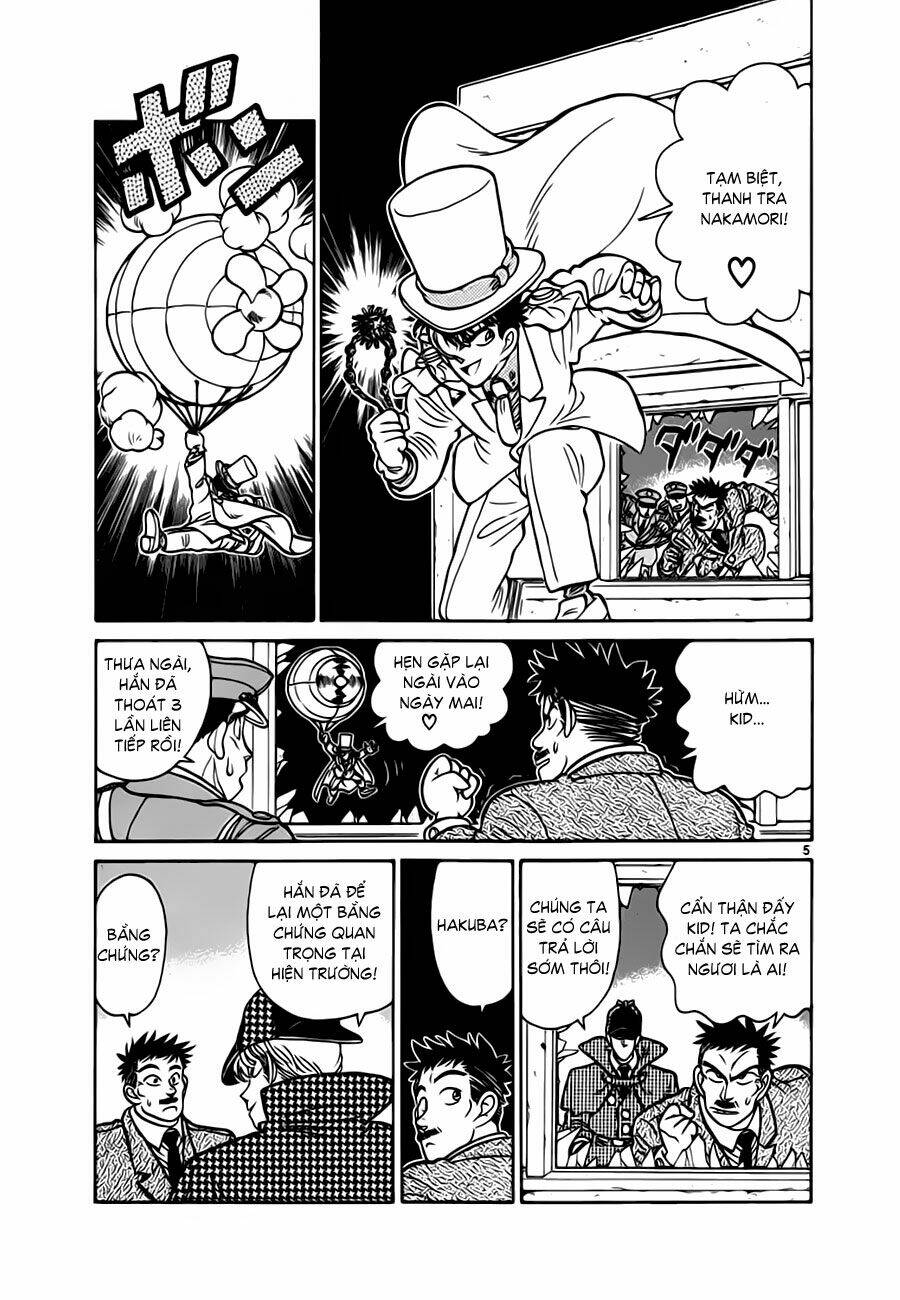 TẠM BIỆT,
THANH TRA
NAKAMORI!
♡
ダダダッ
ボンッ
HỪM...
KID...
HẸN GẶP LẠI
NGÀI VÀO
NGÀY MAI!
♡
THƯA NGÀI,
HẮN ĐÃ
THOÁT 3
LẦN LIÊN
TIẾP RỒI!
5
CẨN THẬN ĐẤY
KID! TA CHẮC
CHẮN SẼ TÌM RA
NGƯƠI LÀ AI!
CHÚNG TA
SẼ CÓ CÂU
TRẢ LỜI
SỚM THÔI!
HAKUBA?
HẮN ĐÃ ĐỂ
LẠI MỘT BẰNG
CHỨNG QUAN
TRỌNG TẠI
HIỆN TRƯỜNG!
BẰNG
CHỨNG?